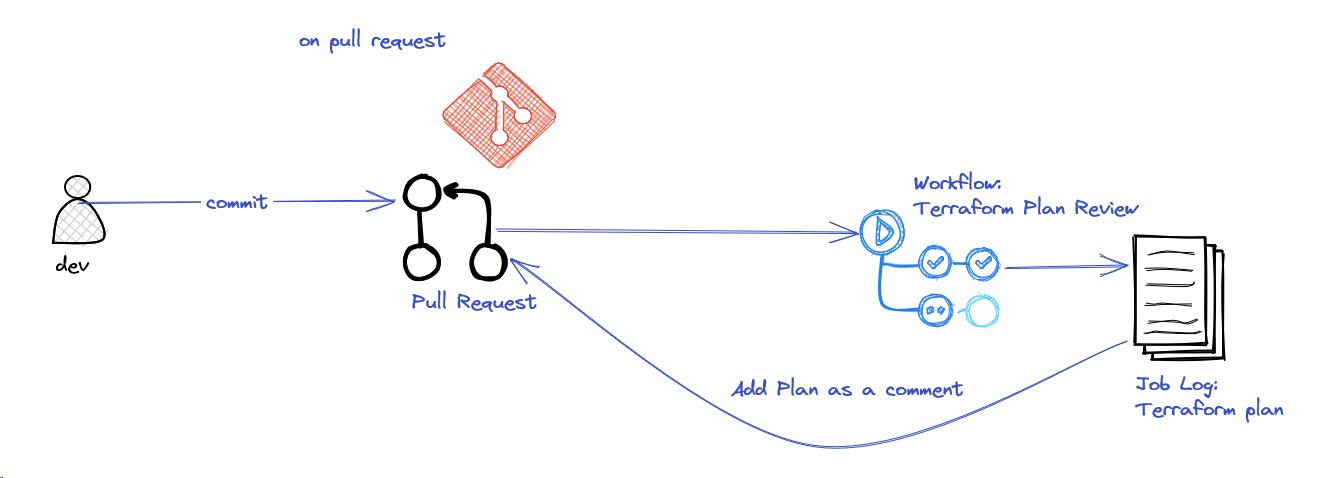 on pull request
commit
dev
Pull Request
Workflow:
Terraform Plan Review
Add Plan as a comment
Job Log:
Terraform plan